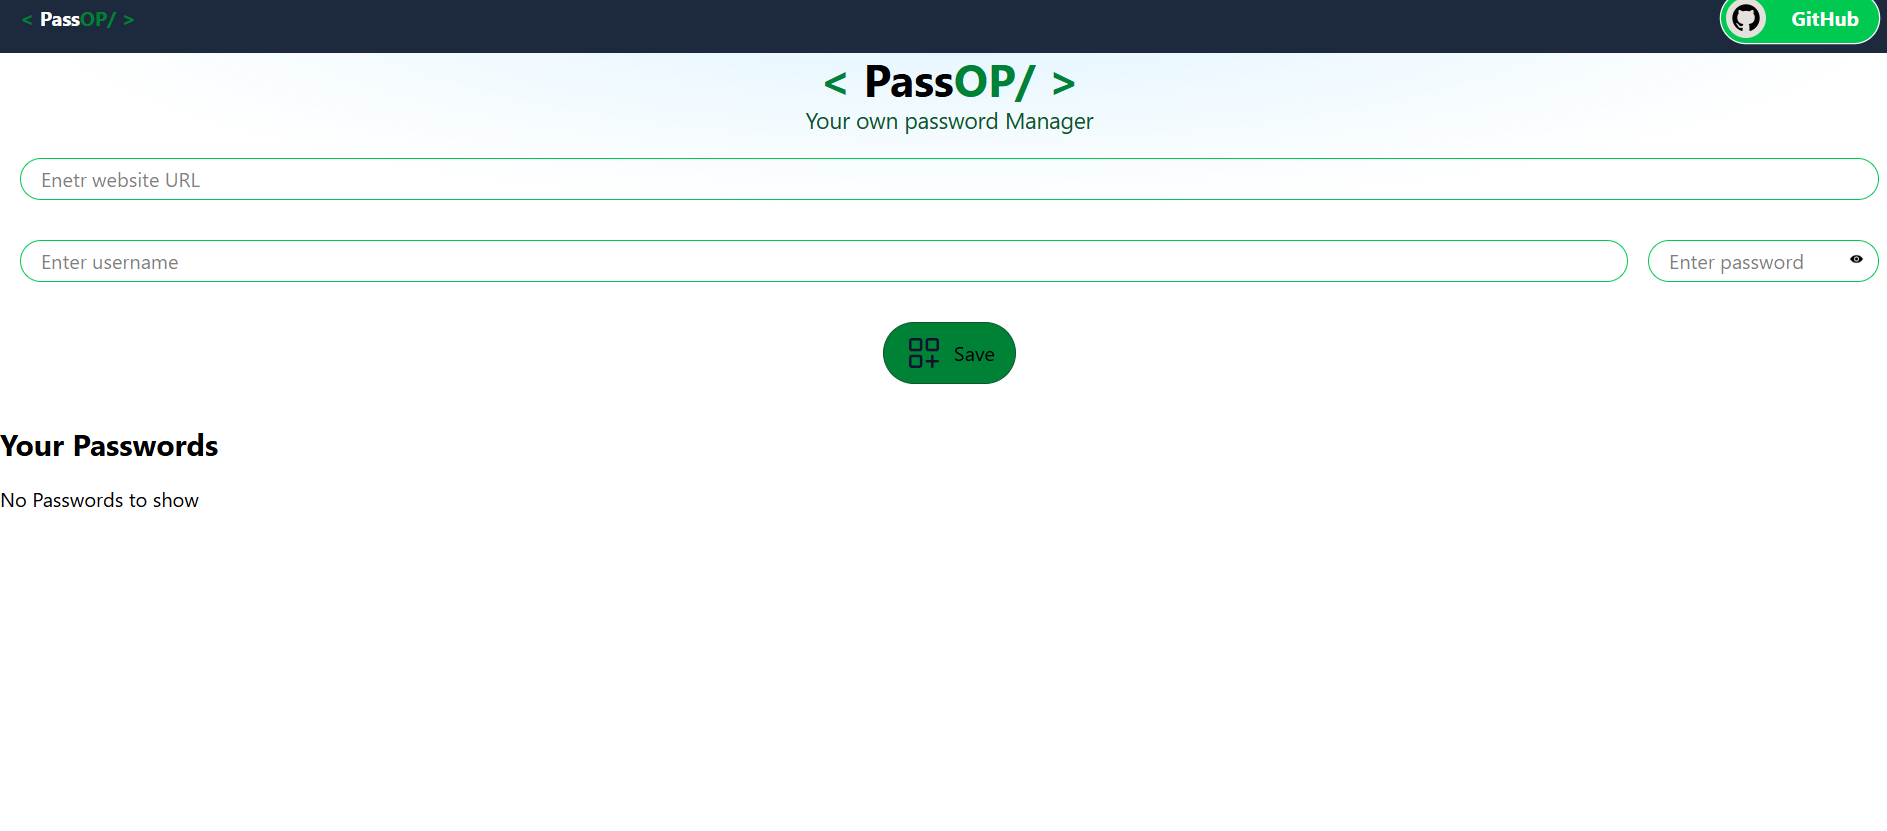 < PassOP/ >
GitHub
< PassOP/ >
Your own password Manager
Enetr website URL
Enter username
Enter password
Save
Your Passwords
No Passwords to show